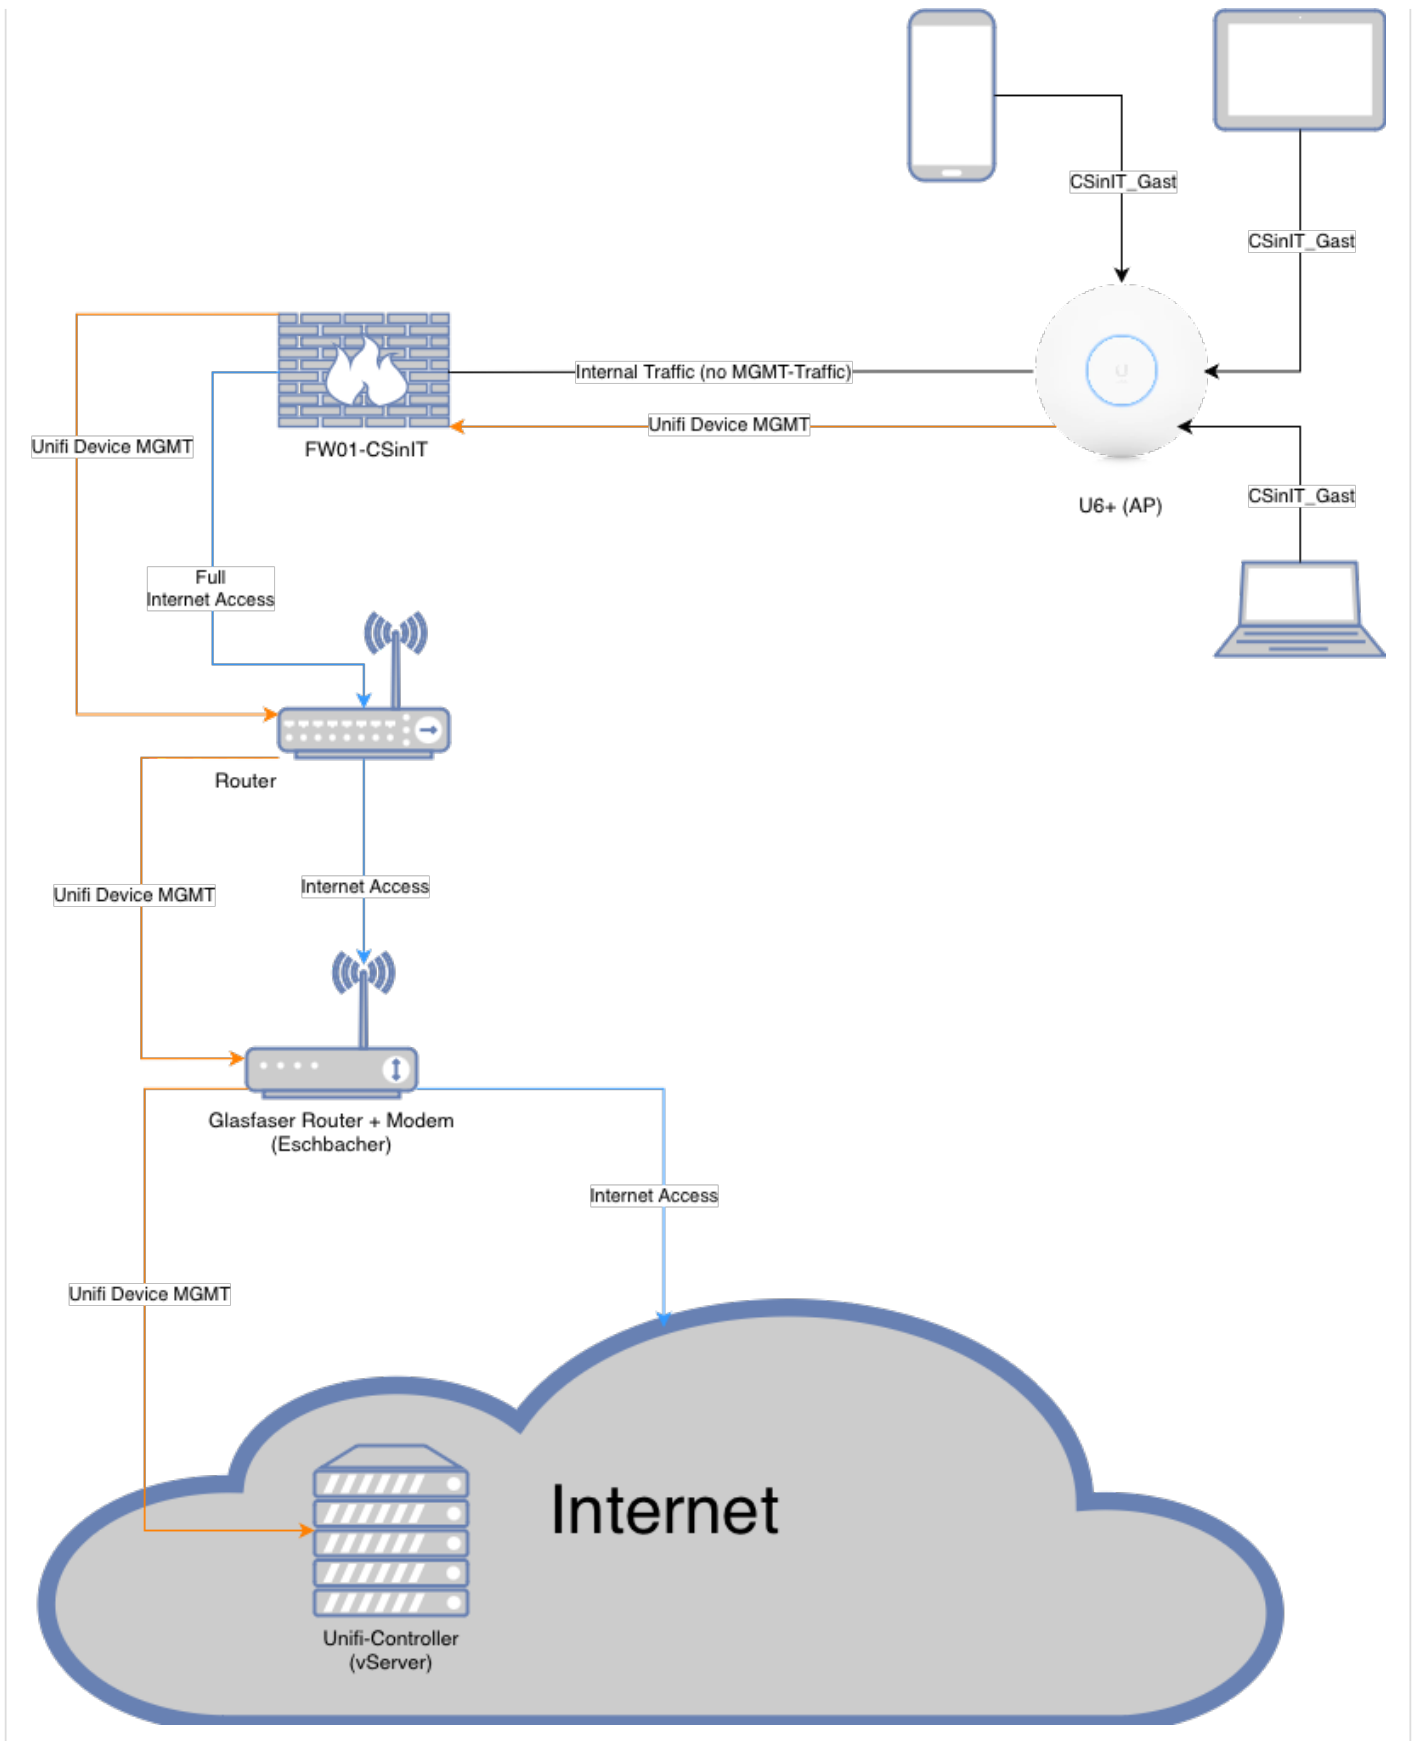 CSinIT_Gast
CSinIT_Gast
Internal Traffic (no MGMT-Traffic)
Unifi Device MGMT
Unifi Device MGMT
FW01-CSinIT
U
U6+ (AP)
CSinIT_Gast
Full
Internet Access
Router
Unifi Device MGMT
Internet Access
Glasfaser Router + Modem
(Eschbacher)
Internet Access
Unifi Device MGMT
Internet
Unifi-Controller
(vServer)